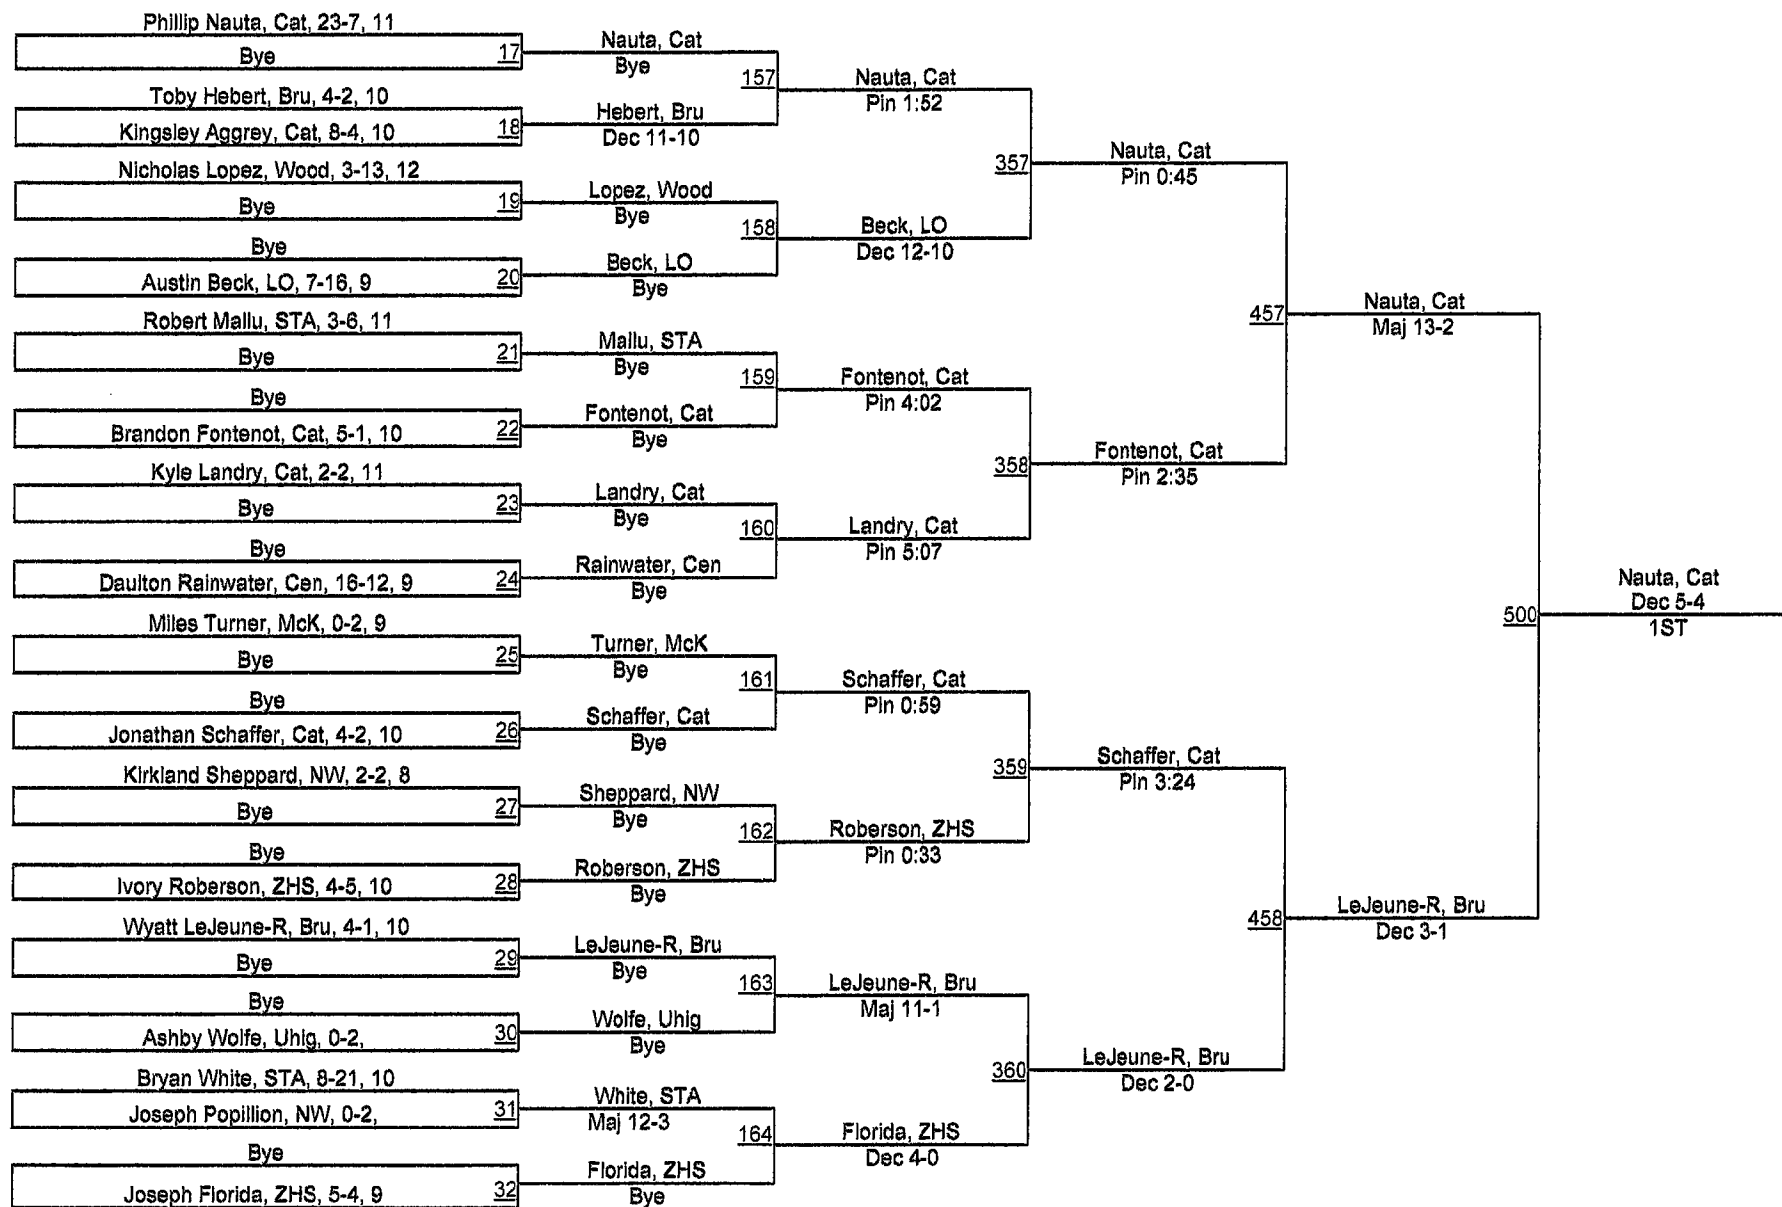 Phillip Nauta, Cat, 23-7, 11
Bye
17
Toby Hebert, Bru, 4-2, 10
Kingsley Aggrey, Cat, 8-4, 10
18
Nicholas Lopez, Wood, 3-13, 12
Bye
19
Bye
Austin Beck, LO, 7-16, 9
20
Robert Mallu, STA, 3-6, 11
Bye
21
Bye
Brandon Fontenot, Cat, 5-1, 10
22
Kyle Landry, Cat, 2-2, 11
Bye
23
Bye
Daulton Rainwater, Cen, 16-12, 9
24
Miles Turner, McK, 0-2, 9
Bye
25
Bye
Jonathan Schaffer, Cat, 4-2, 10
26
Kirkland Sheppard, NW, 2-2, 8
Bye
27
Bye
Ivory Roberson, ZHS, 4-5, 10
28
Wyatt LeJeune-R, Bru, 4-1, 10
Bye
29
Bye
Ashby Wolfe, Uhig, 0-2,
30
Bryan White, STA, 8-21, 10
Joseph Popillion, NW, 0-2,
31
Bye
Joseph Florida, ZHS, 5-4, 9
32
Nauta, Cat
Bye
157
Hebert, Bru
Dec 11-10
Lopez, Wood
Bye
158
Beck, LO
Bye
Mallu, STA
Bye
159
Fontenot, Cat
Bye
Landry, Cat
Bye
160
Rainwater, Cen
Bye
Turner, McK
Bye
161
Schaffer, Cat
Bye
Sheppard, NW
Bye
162
Roberson, ZHS
Bye
LeJeune-R, Bru
Bye
163
Wolfe, Uhig
Bye
White, STA
Maj 12-3
164
Florida, ZHS
Bye
Nauta, Cat
Pin 1:52
357
Beck, LO
Dec 12-10
Fontenot, Cat
Pin 4:02
358
Landry, Cat
Pin 5:07
Schaffer, Cat
Pin 0:59
359
Roberson, ZHS
Pin 0:33
LeJeune-R, Bru
Maj 11-1
360
Florida, ZHS
Dec 4-0
Nauta, Cat
Pin 0:45
457
Fontenot, Cat
Pin 2:35
Schaffer, Cat
Pin 3:24
458
LeJeune-R, Bru
Dec 2-0
Nauta, Cat
Maj 13-2
500
LeJeune-R, Bru
Dec 3-1
Nauta, Cat
Dec 5-4
1ST